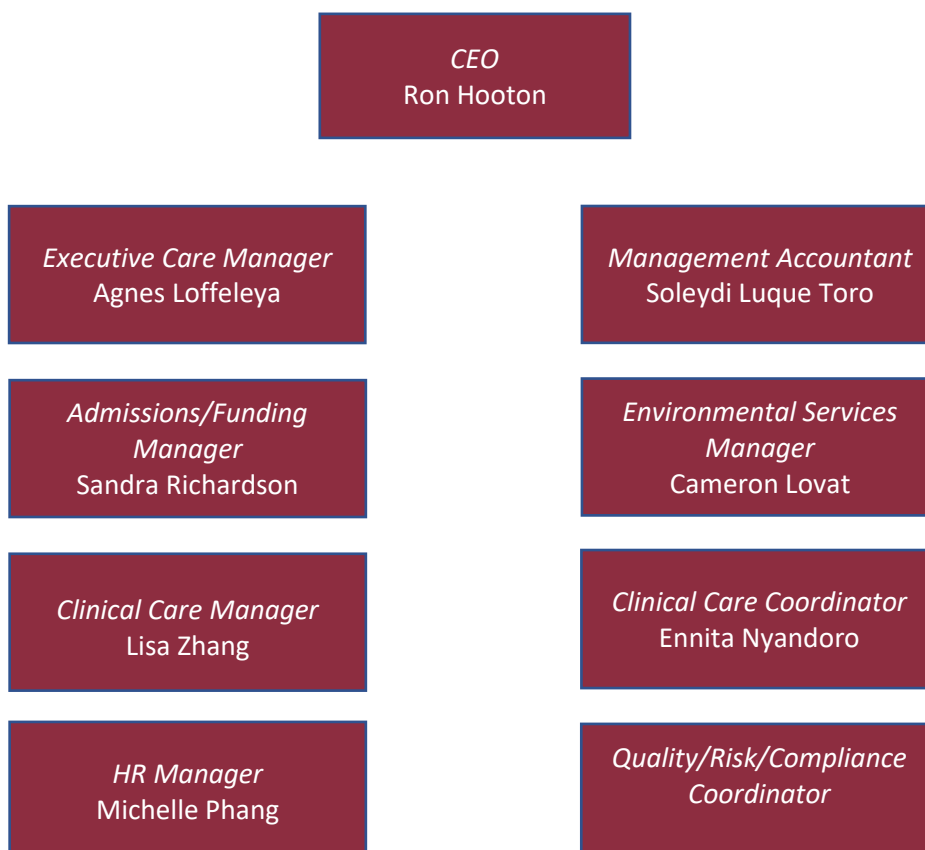 CEO
Ron Hooton
Executive Care Manager
Agnes Loffeleya
Management Accountant
Soleydi Luque Toro
Admissions/Funding
Manager
Sandra Richardson
Environmental Services
Manager
Cameron Lovat
Clinical Care Manager
Lisa Zhang
Clinical Care Coordinator
Ennita Nyandoro
HR Manager
Michelle Phang
Quality/Risk/Compliance
Coordinator